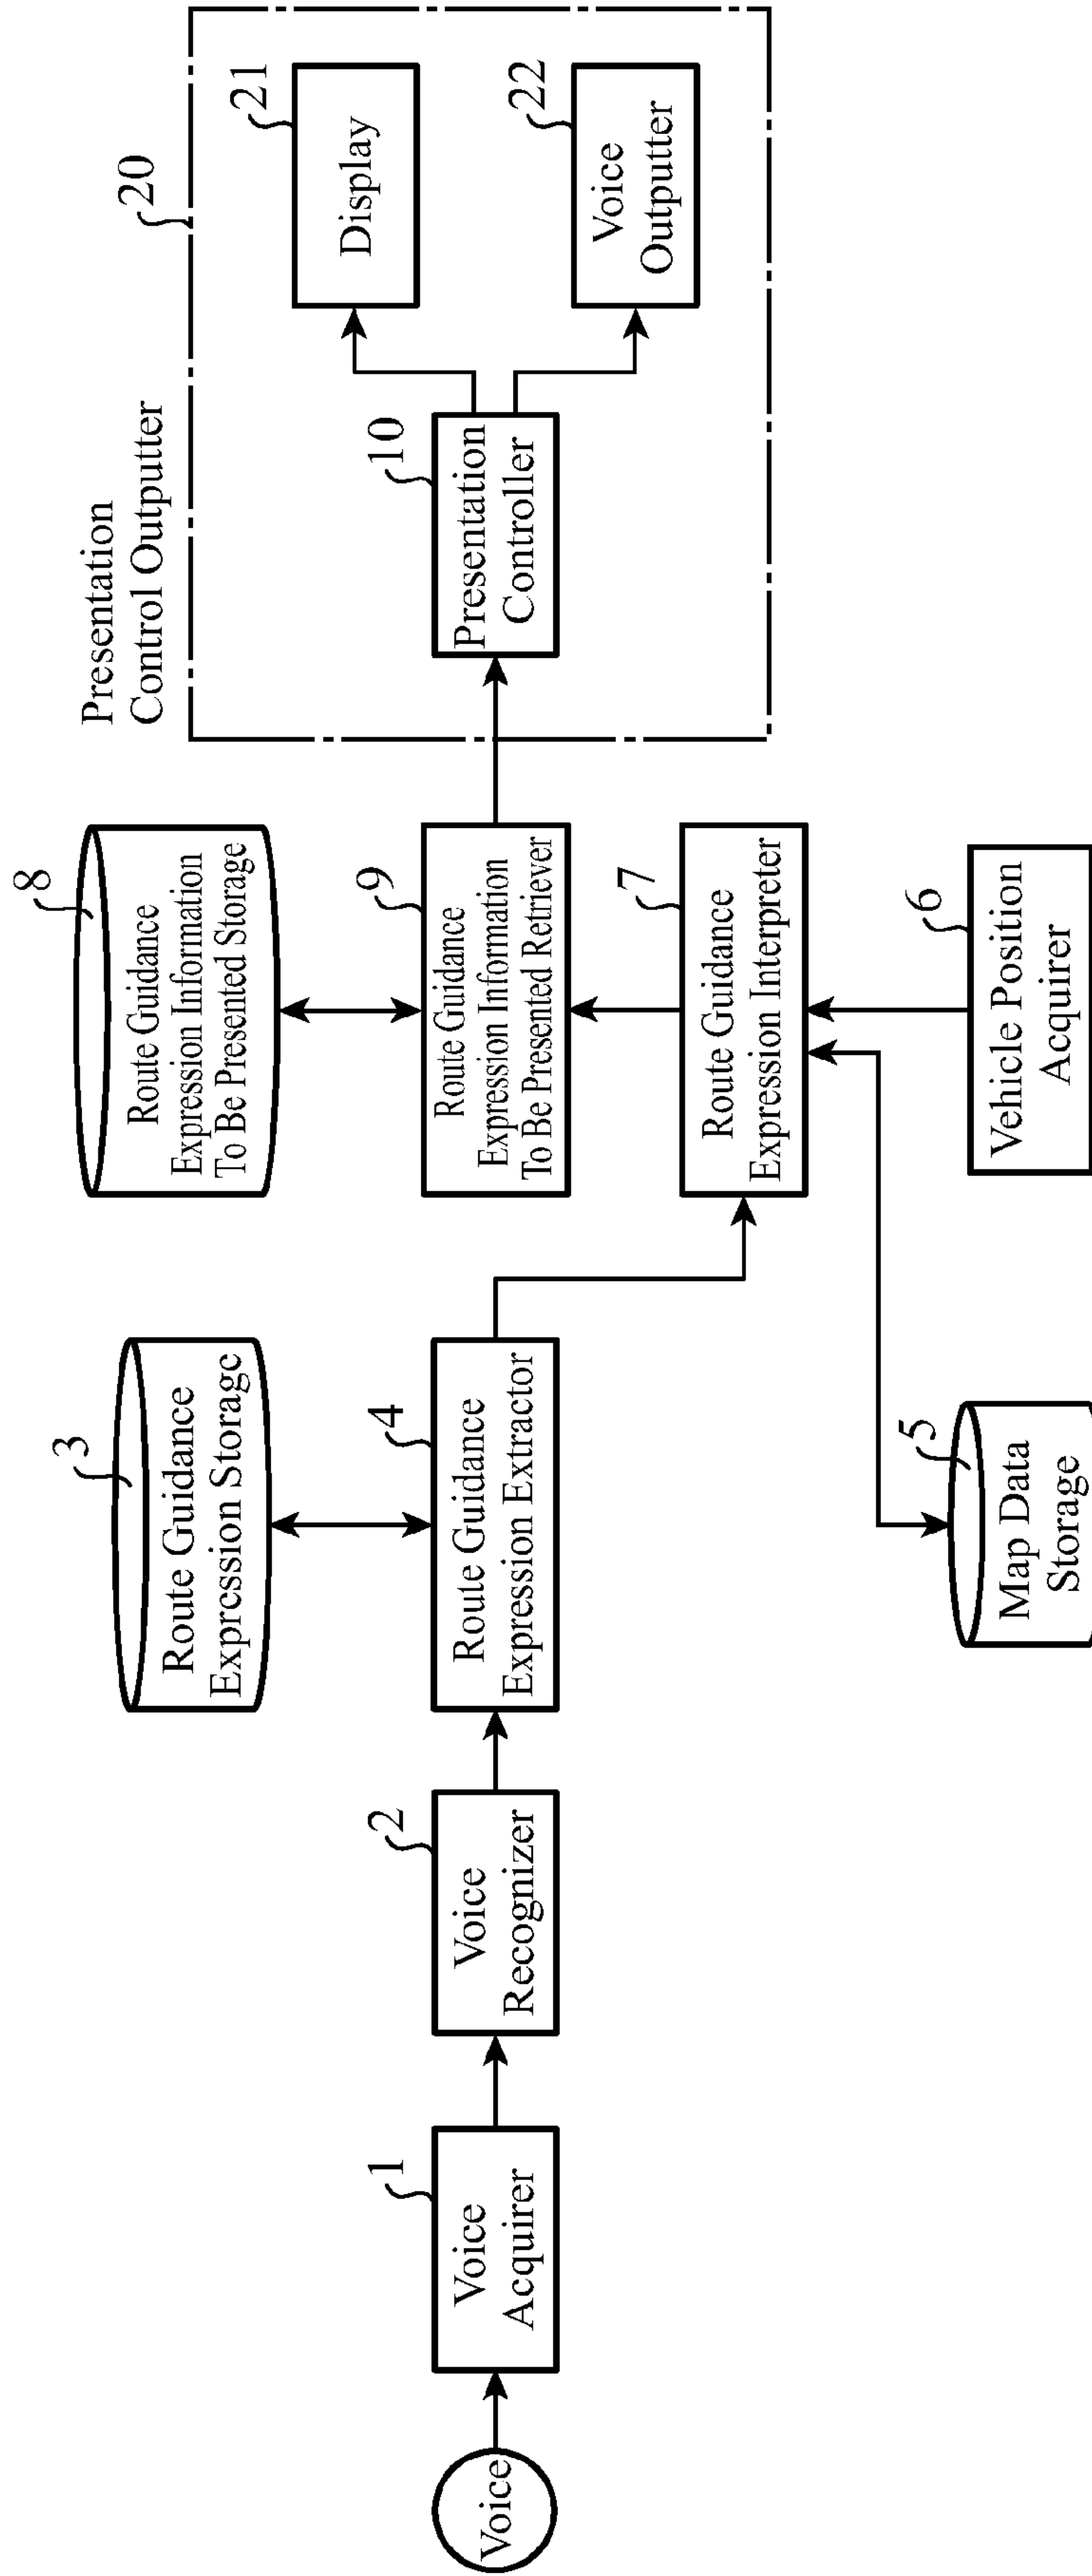 Voice
1
Voice
Acquirer
2
Voice
Recognizer
3
Route Guidance
Expression Storage
4
Route Guidance
Expression Extractor
5
Map Data
Storage
6
Vehicle Position
Acquirer
7
Route Guidance
Expression Interpreter
8
Route Guidance
Expression Information
To Be Presented Storage
9
Route Guidance
Expression Information
To Be Presented Retriever
Presentation
Control Outputter
20
10
Presentation
Controller
21
Display
22
Voice
Outputter